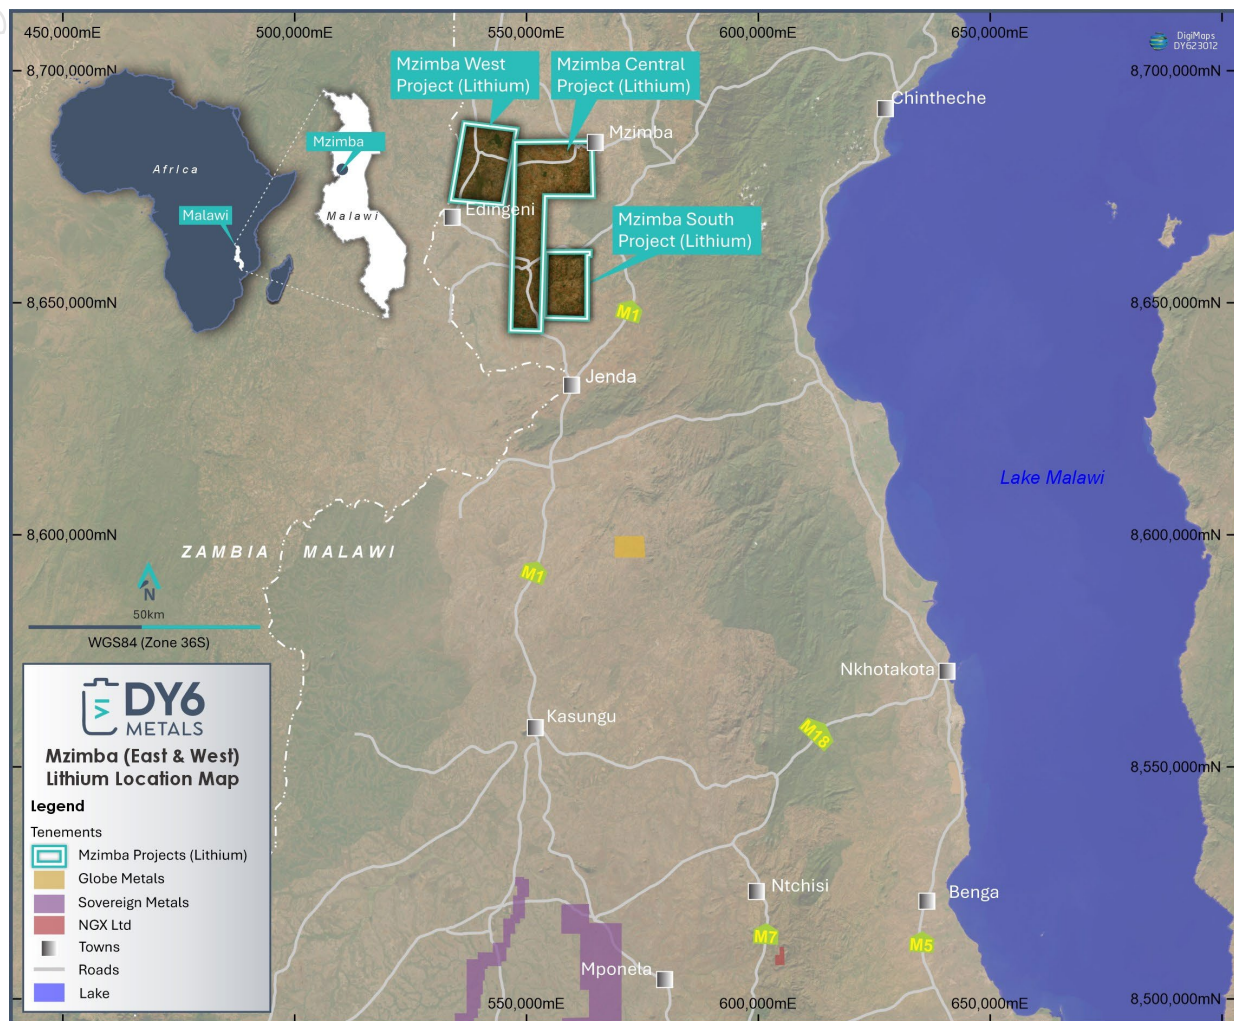 450,000mE
500,000mE
550,000mE
600,000mE
650,000mE
DigiMaps
DY623012
8,700,000mN
8,700,000mN
Mzimba West
Project (Lithium)
Mzimba Central
Project (Lithium)
Chintheche
Mzimba
Mzimba
Africa
Malawi
Malawi
Edingeni
Mzimba South
Project (Lithium)
8,650,000mN
8,650,000mN
M1
Jenda
Lake Malawi
8,600,000mN
8,600,000mN
ZAMBIA
MALAWI
M1
N
50km
WGS84 (Zone 36S)
Nkhotakota
Kasungu
M18
8,550,000mN
DY6
METALS
Mzimba (East & West)
Lithium Location Map
Legend
Tenements
Mzimba Projects (Lithium)
Globe Metals
Sovereign Metals
NGX Ltd
Towns
Roads
Lake
Ntchisi
Benga
M7
M5
Mponela
550,000mE
600,000mE
650,000mE
8,500,000mN